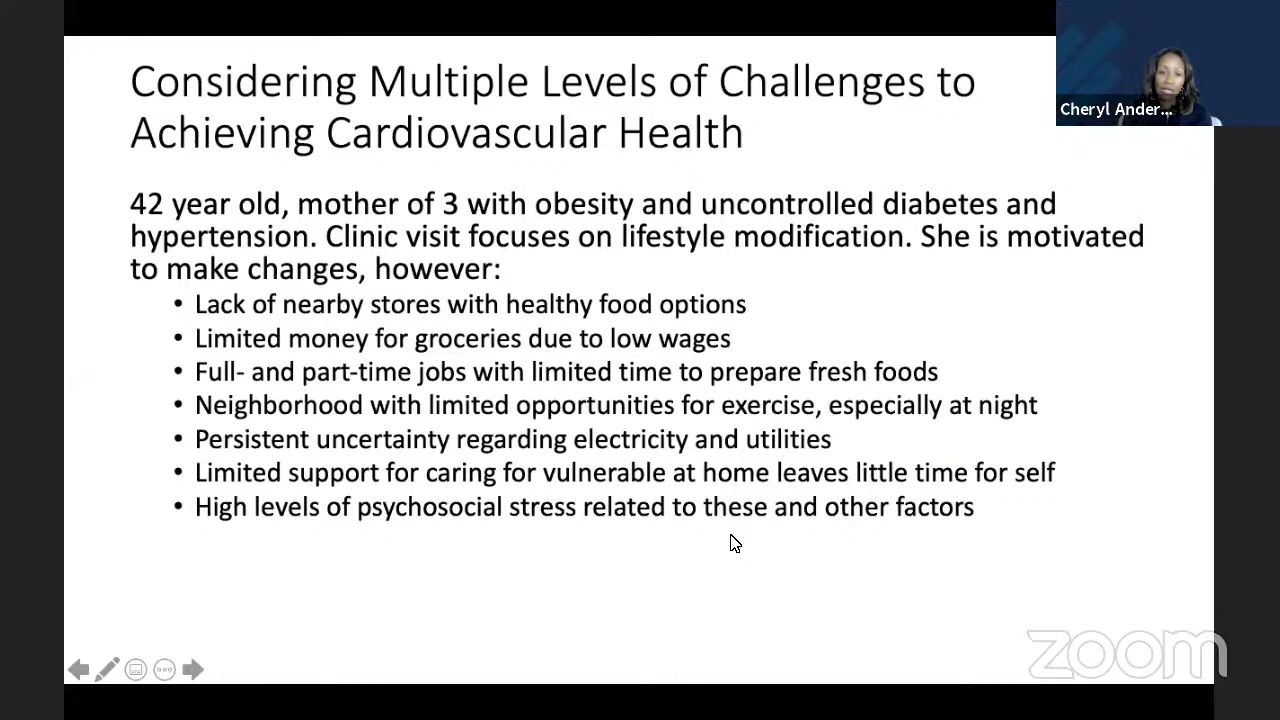 Considering Multiple Levels of Challenges to
Achieving Cardiovascular Health
Cheryl Ander...
42 year old, mother of 3 with obesity and uncontrolled diabetes and
hypertension. Clinic visit focuses on lifestyle modification. She is motivated
to make changes, however:
• Lack of nearby stores with healthy food options
• Limited money for groceries due to low wages
• Full- and part-time jobs with limited time to prepare fresh foods
• Neighborhood with limited opportunities for exercise, especially at night
• Persistent uncertainty regarding electricity and utilities
• Limited support for caring for vulnerable at home leaves little time for self
• High levels of psychosocial stress related to these and other factors
zoom